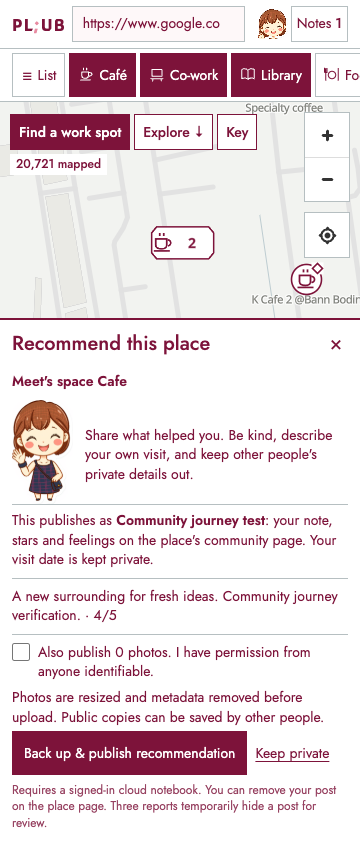 PL;UB
https://www.google.co
Notes 1
≡ List
Café
Co-work
Library
Fo
Specialty coffee
Find a work spot
Explore ↓
Key
20,721 mapped
+
−
2
K Cafe 2 @Bann Bodin
Recommend this place
×
Meet's space Cafe
Share what helped you. Be kind, describe
your own visit, and keep other people's
private details out.
This publishes as Community journey test: your note,
stars and feelings on the place's community page. Your
visit date is kept private.
A new surrounding for fresh ideas. Community journey
verification. · 4/5
Also publish 0 photos. I have permission from
anyone identifiable.
Photos are resized and metadata removed before
upload. Public copies can be saved by other people.
Back up & publish recommendation
Keep private
Requires a signed-in cloud notebook. You can remove your post
on the place page. Three reports temporarily hide a post for
review.